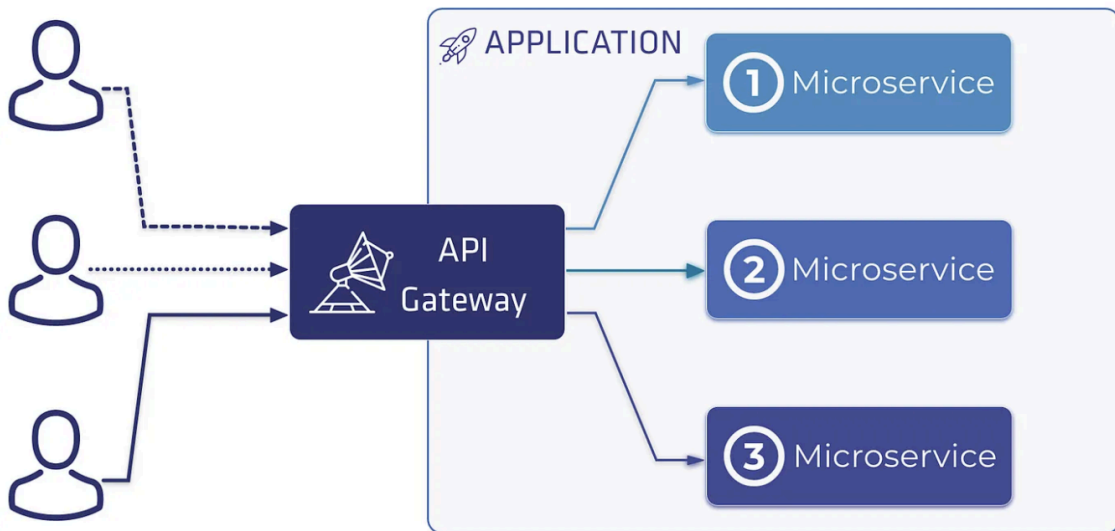 APPLICATION
1 Microservice
API
Gateway
2 Microservice
3 Microservice